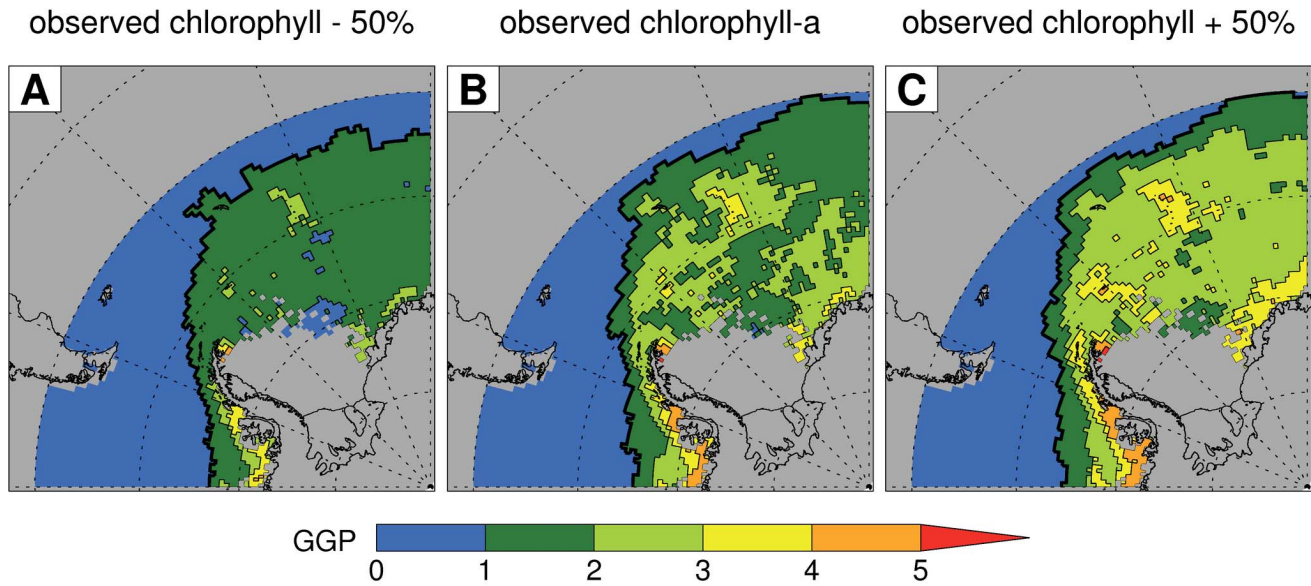 observed chlorophyll - 50%
observed chlorophyll-a
observed chlorophyll + 50%
A
B
C
GGP
0 1 2 3 4 5